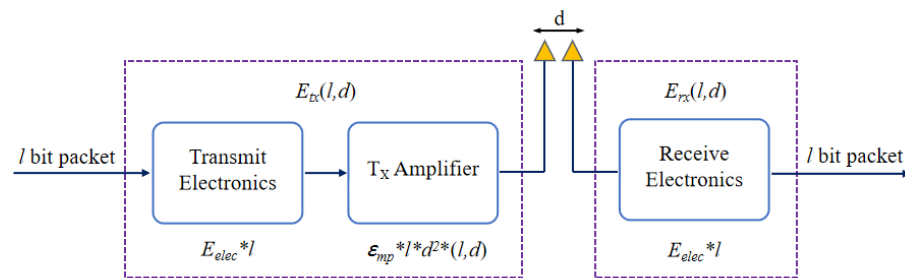 d
E_tx(l,d)
E_rx(l,d)
l bit packet
Transmit
Electronics
T_X Amplifier
Receive
Electronics
l bit packet
E_elec*l
ε_mp*l*d²*(l,d)
E_elec*l